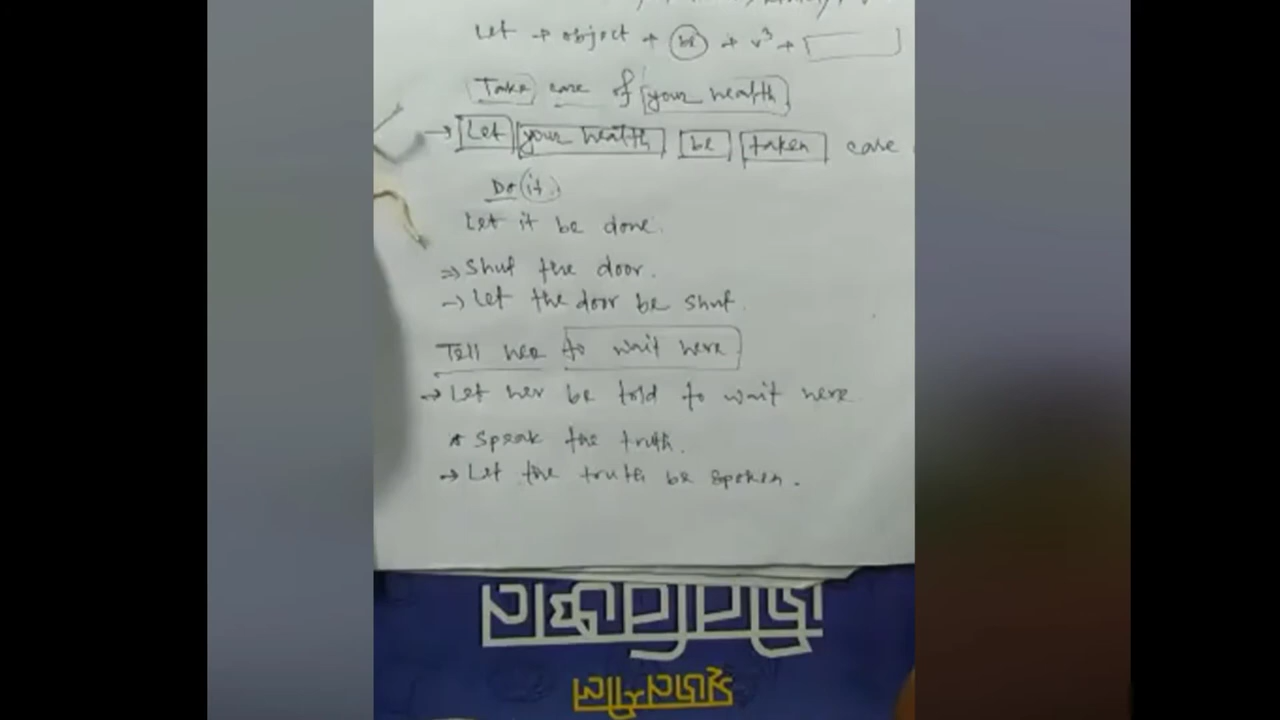 Let + object + be + v³ +
Take care of your health
→ Let your health be taken care
Do it.
Let it be done.
⇒ Shut the door.
→ Let the door be shut.
Tell her to wait here
→ Let her be told to wait here
* Speak the truth.
→ Let the truth be spoken.
জীববিজ্ঞান
সৃজনশীল